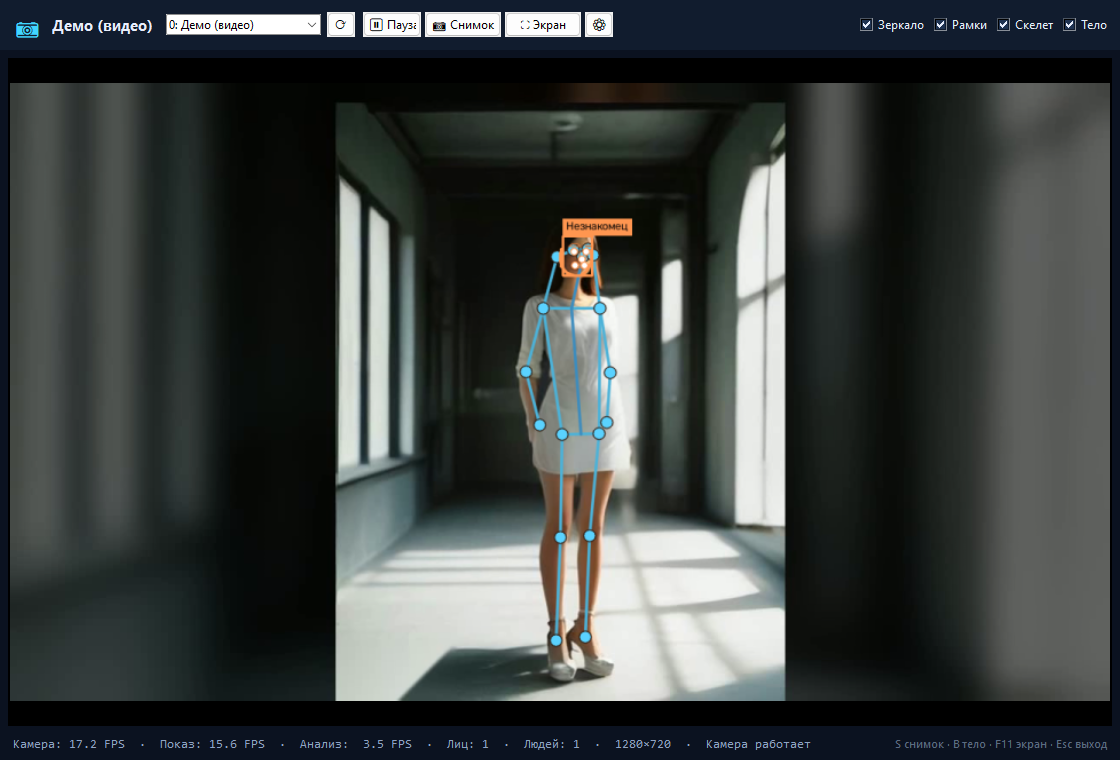 Демо (видео) 0: Демо (видео) Пауза Снимок Экран Зеркало Рамки Скелет Тело
Незнакомец
Камера: 17.2 FPS · Показ: 15.6 FPS · Анализ: 3.5 FPS · Лиц: 1 · Людей: 1 · 1280×720 · Камера работает S снимок · B тело · F11 экран · Esc выход